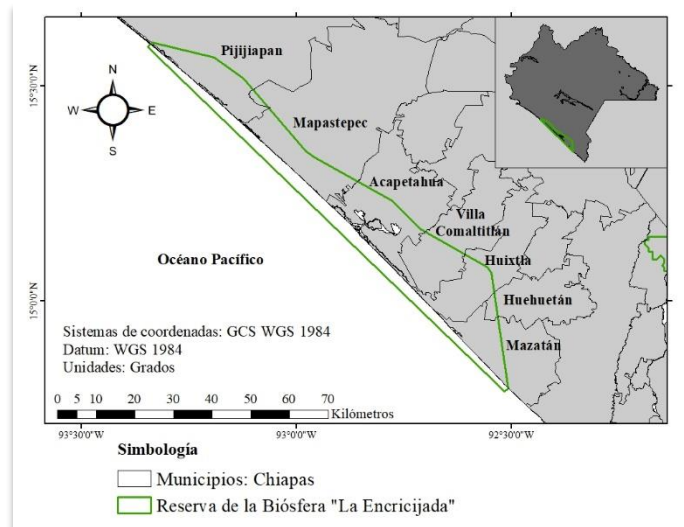 Pijijiapan
15°30'0"N
N
W
E
S
Mapastepec
Acapetahua
Villa
Comaltitlán
Océano Pacífico
Huixtla
15°0'0"N
Huehuetán
Sistemas de coordenadas: GCS WGS 1984
Datum: WGS 1984
Mazatán
Unidades: Grados
0 5 10 20 30 40 50 60 70
Kilómetros
93°30'0"W 93°0'0"W 92°30'0"W
Simbología
Municipios: Chiapas
Reserva de la Biósfera "La Encricijada"